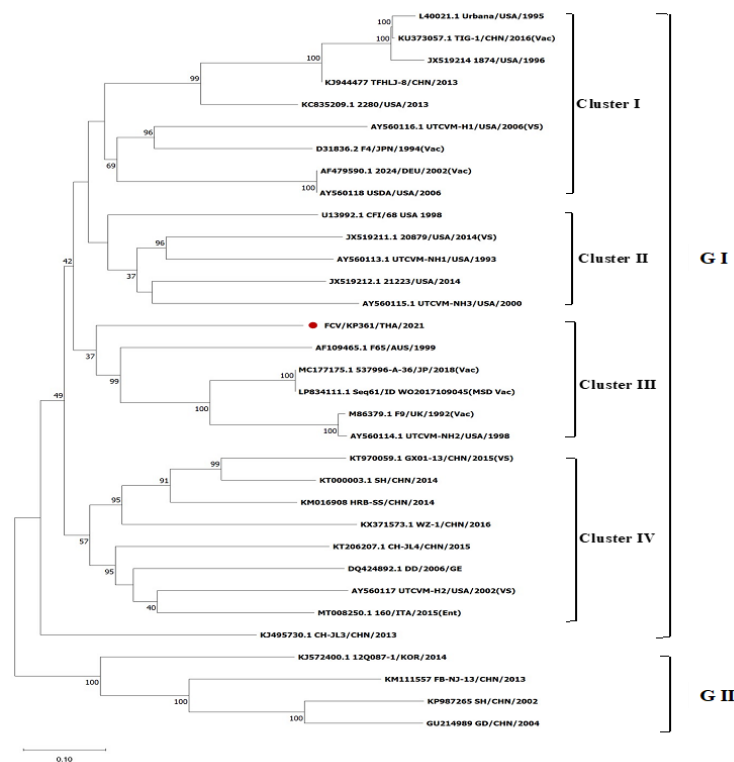 L40021.1 Urbana/USA/1995
100
KU373057.1 TIG-1/CHN/2016(Vac)
100
JX519214 1874/USA/1996
100
KJ944477 TFHLJ-8/CHN/2013
99
KC835209.1 2280/USA/2013
Cluster I
AY560116.1 UTCVM-H1/USA/2006(VS)
96
D31836.2 F4/JPN/1994(Vac)
69
AF479590.1 2024/DEU/2002(Vac)
100
AY560118 USDA/USA/2006
U13992.1 CFI/68 USA 1998
JX519211.1 20879/USA/2014(VS)
96
AY560113.1 UTCVM-NH1/USA/1993
Cluster II
G I
42
37
JX519212.1 21223/USA/2014
AY560115.1 UTCVM-NH3/USA/2000
FCV/KP361/THA/2021
37
AF109465.1 F65/AUS/1999
99
MC177175.1 537996-A-36/JP/2018(Vac)
100
Cluster III
LP834111.1 Seq61/ID WO2017109045(MSD Vac)
49
100
M86379.1 F9/UK/1992(Vac)
100
AY560114.1 UTCVM-NH2/USA/1998
KT970059.1 GX01-13/CHN/2015(VS)
99
91
KT000003.1 SH/CHN/2014
95
KM016908 HRB-SS/CHN/2014
KX371573.1 WZ-1/CHN/2016
Cluster IV
57
KT206207.1 CH-JL4/CHN/2015
95
DQ424892.1 DD/2006/GE
AY560117 UTCVM-H2/USA/2002(VS)
40
MT008250.1 160/ITA/2015(Ent)
KJ495730.1 CH-JL3/CHN/2013
KJ572400.1 12Q087-1/KOR/2014
100
KM111557 FB-NJ-13/CHN/2013
G II
100
KP987265 SH/CHN/2002
100
GU214989 GD/CHN/2004
0.10